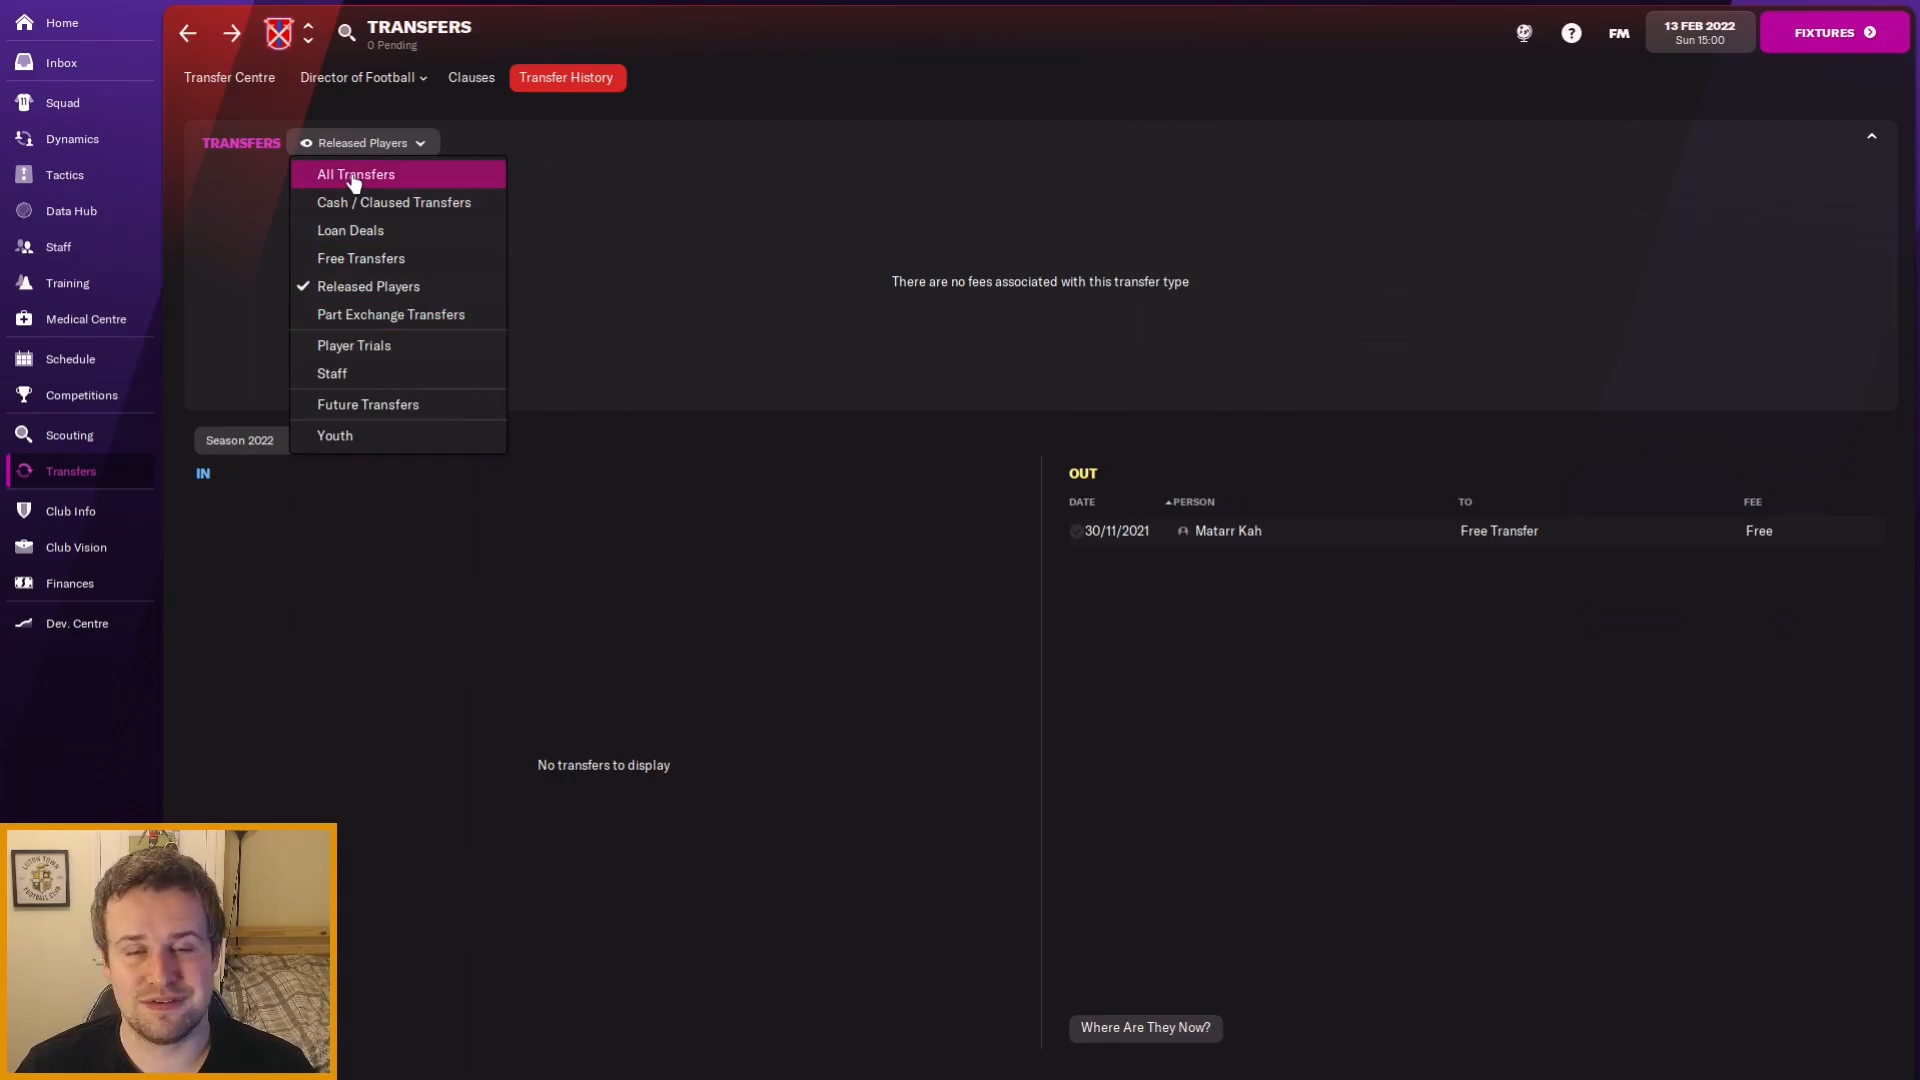 Home
Inbox
Squad
Dynamics
Tactics
Data Hub
Staff
Training
Medical Centre
Schedule
Competitions
Scouting
Transfers
Club Info
Club Vision
Finances
Dev. Centre
TRANSFERS
0 Pending
FM
13 FEB 2022
Sun 15:00
FIXTURES
Transfer Centre
Director of Football
Clauses
Transfer History
TRANSFERS
Released Players
All Transfers
Cash / Claused Transfers
Loan Deals
Free Transfers
Released Players
Part Exchange Transfers
Player Trials
Staff
Future Transfers
Youth
There are no fees associated with this transfer type
Season 2022
IN
No transfers to display
OUT
DATE PERSON TO FEE
30/11/2021 Matarr Kah Free Transfer Free
Where Are They Now?
LUTON TOWN
FOOTBALL CLUB